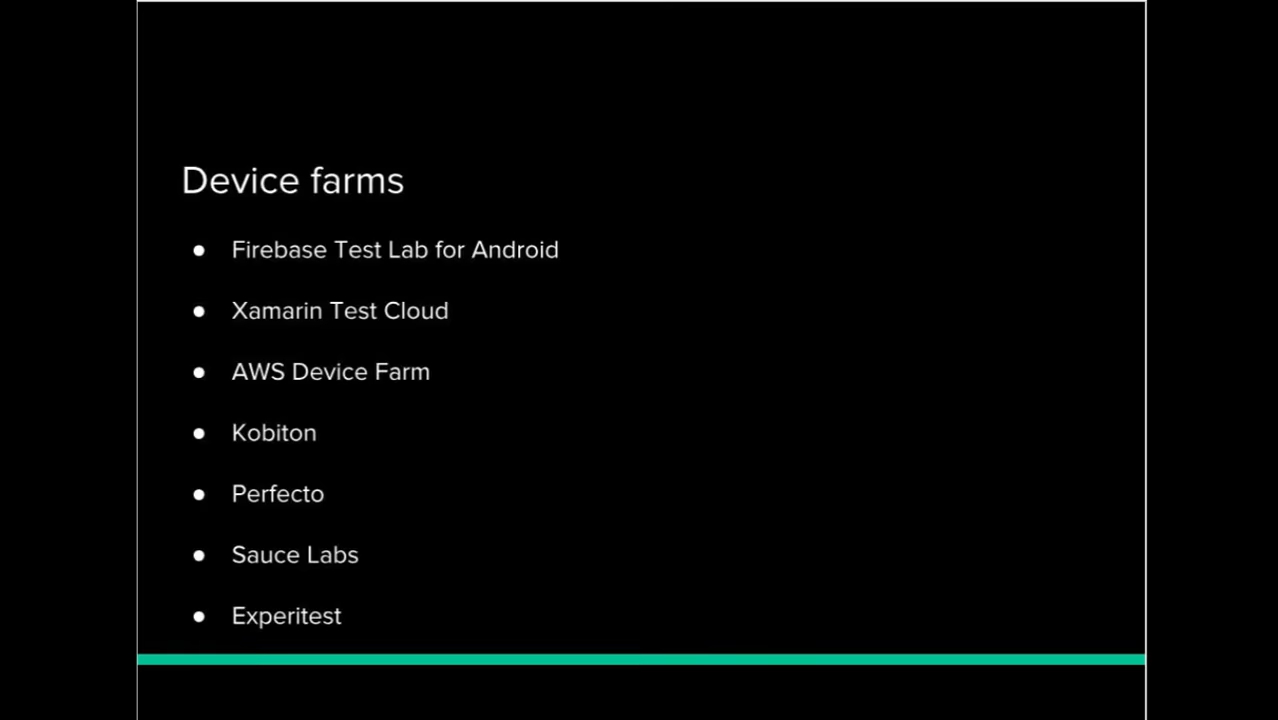 Device farms
● Firebase Test Lab for Android
● Xamarin Test Cloud
● AWS Device Farm
● Kobiton
● Perfecto
● Sauce Labs
● Experitest